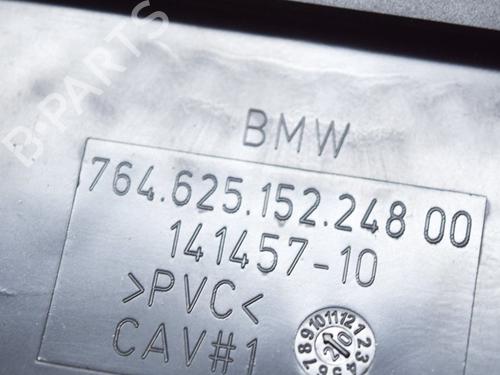 B-PARTS
BMW
764.625.152.248 00
141457-10
>PVC<
CAV#1